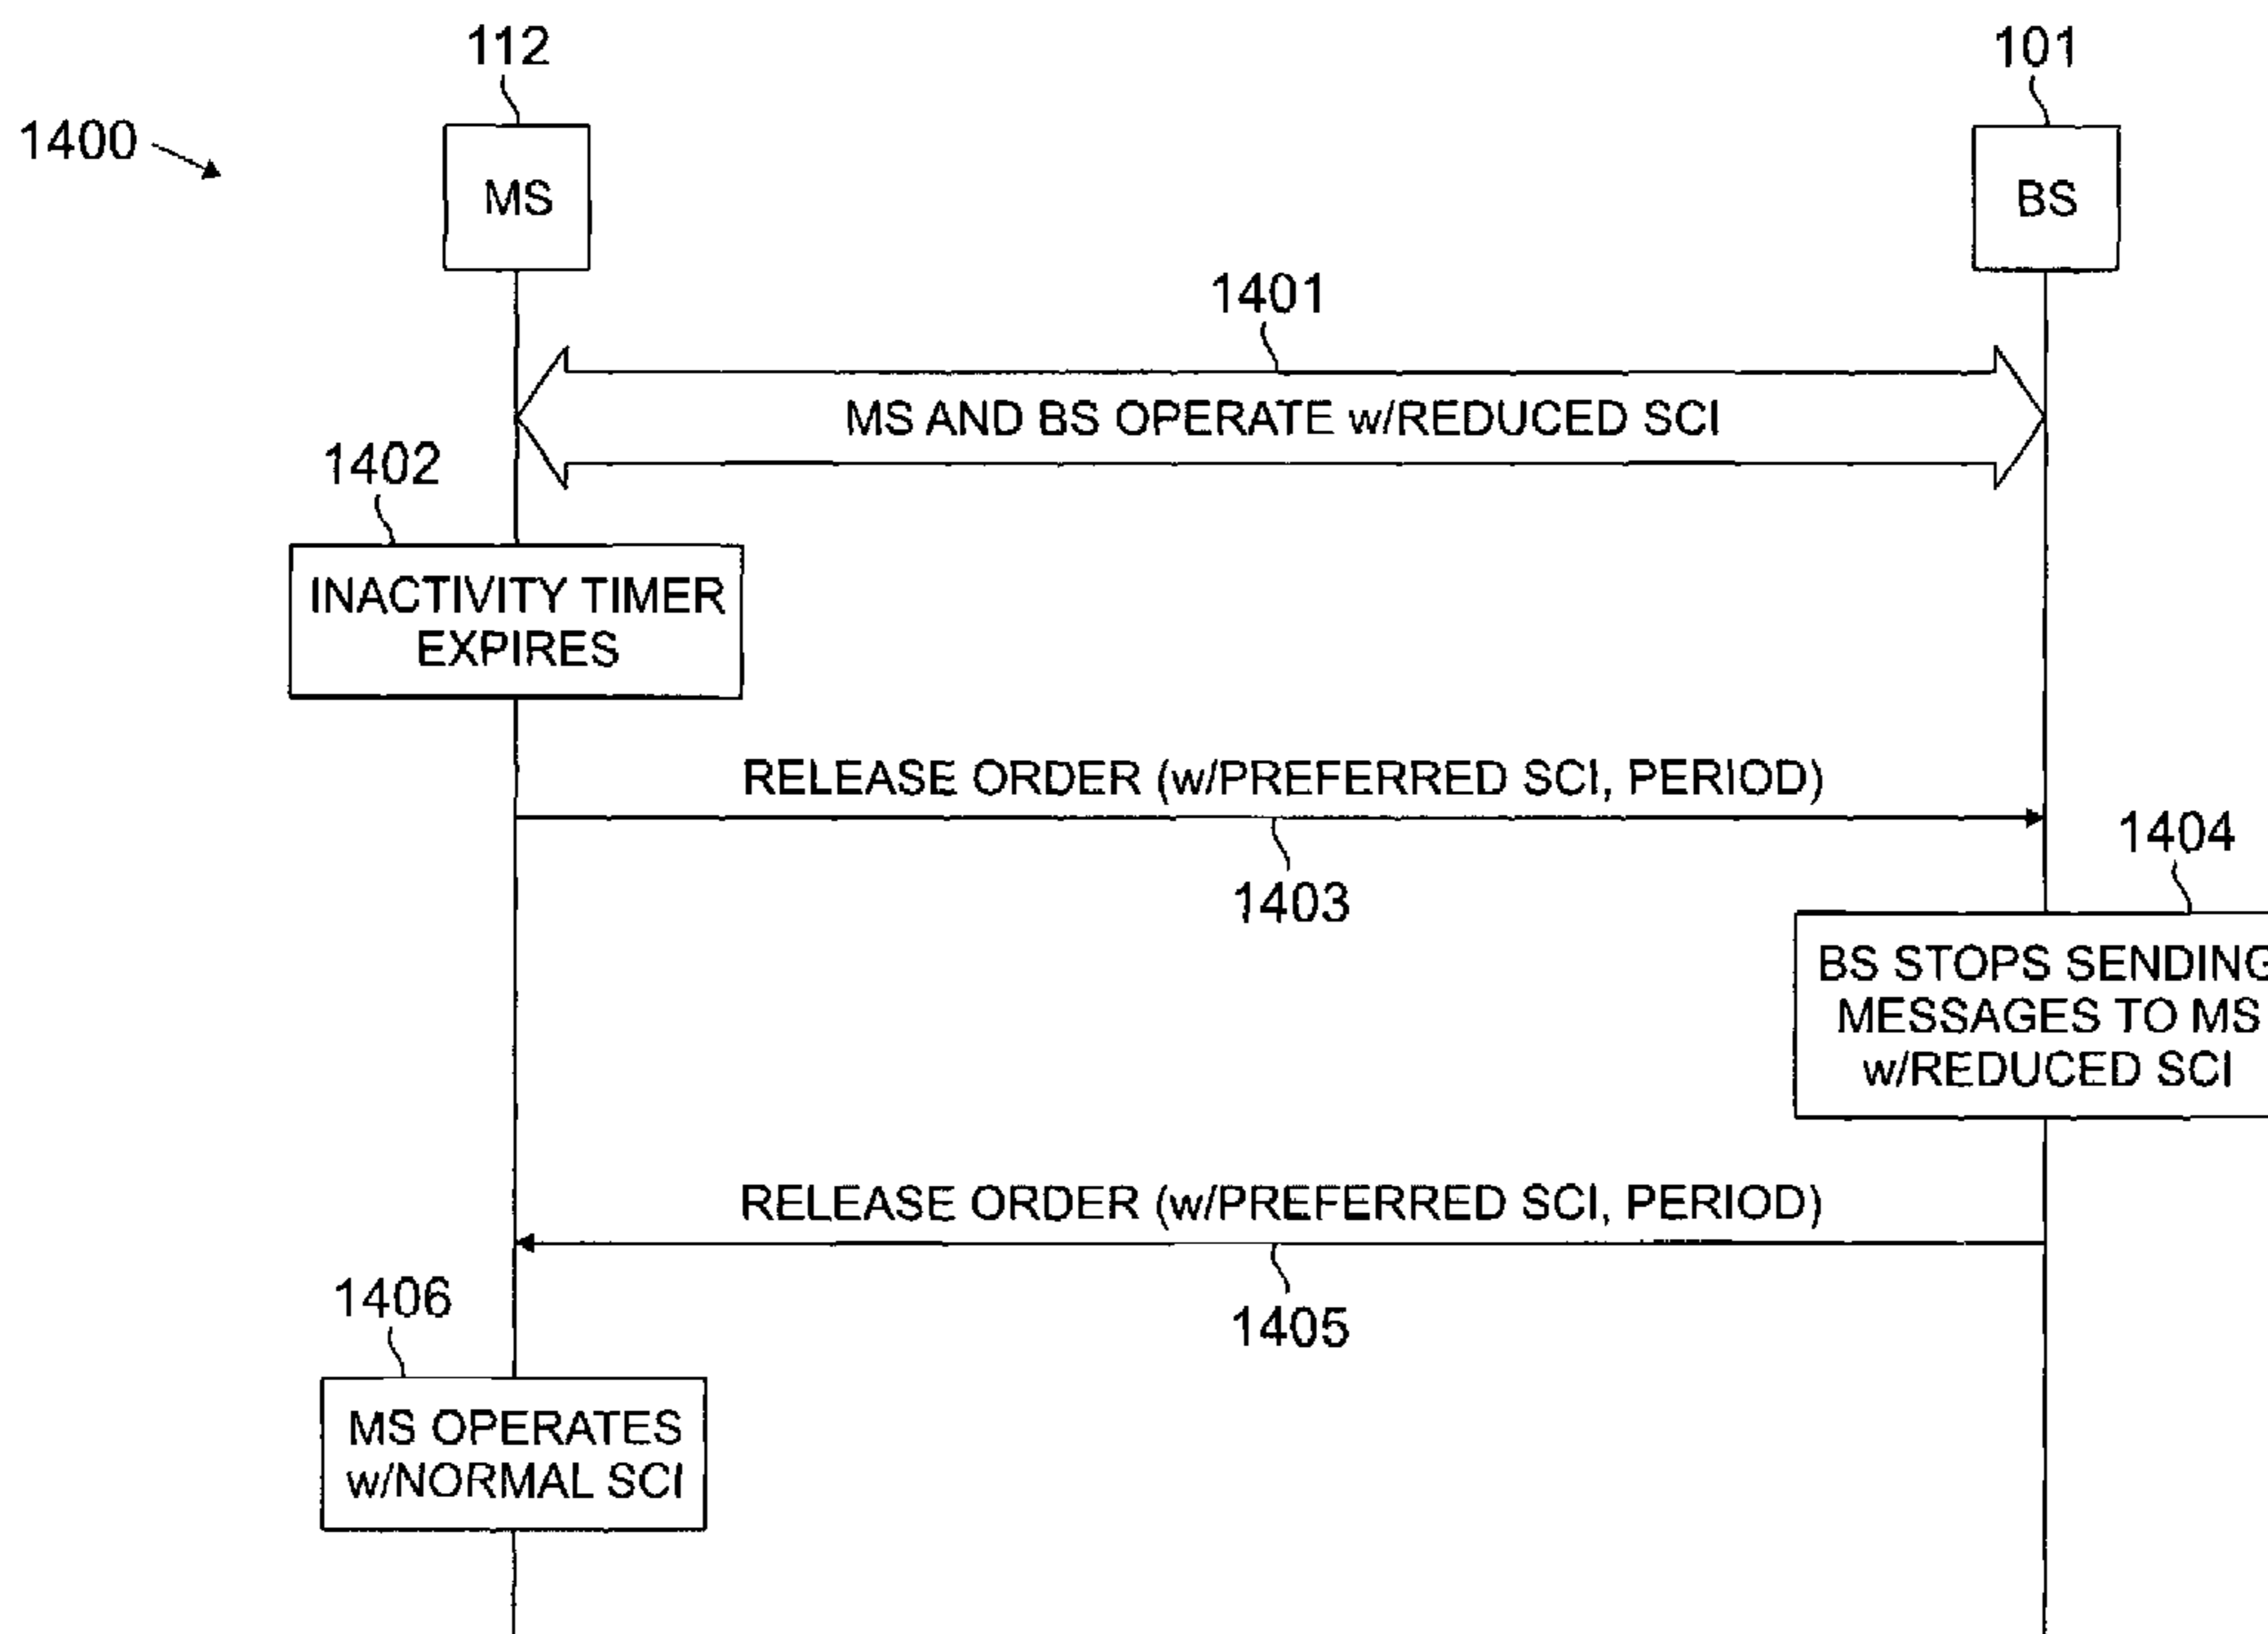 112
101
1400
MS
BS
1401
MS AND BS OPERATE w/REDUCED SCI
1402
INACTIVITY TIMER
EXPIRES
RELEASE ORDER (w/PREFERRED SCI, PERIOD)
1403
1404
BS STOPS SENDING
MESSAGES TO MS
w/REDUCED SCI
RELEASE ORDER (w/PREFERRED SCI, PERIOD)
1405
1406
MS OPERATES
w/NORMAL SCI